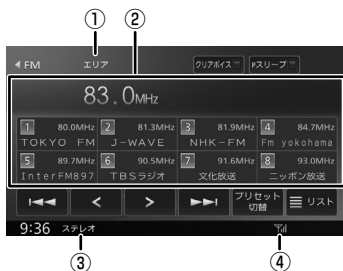 ① ②
FM エリア クリアボイス Pスリープ
83.0MHz
1 80.0MHz 2 81.3MHz 3 81.9MHz 4 84.7MHz
TOKYO FM J-WAVE NHK-FM Fm yokohama
5 89.7MHz 6 90.5MHz 7 91.6MHz 8 93.0MHz
InterFM897 TBSラジオ 文化放送 ニッポン放送
プリセット
切替 リスト
9:36 ステレオ
③ ④